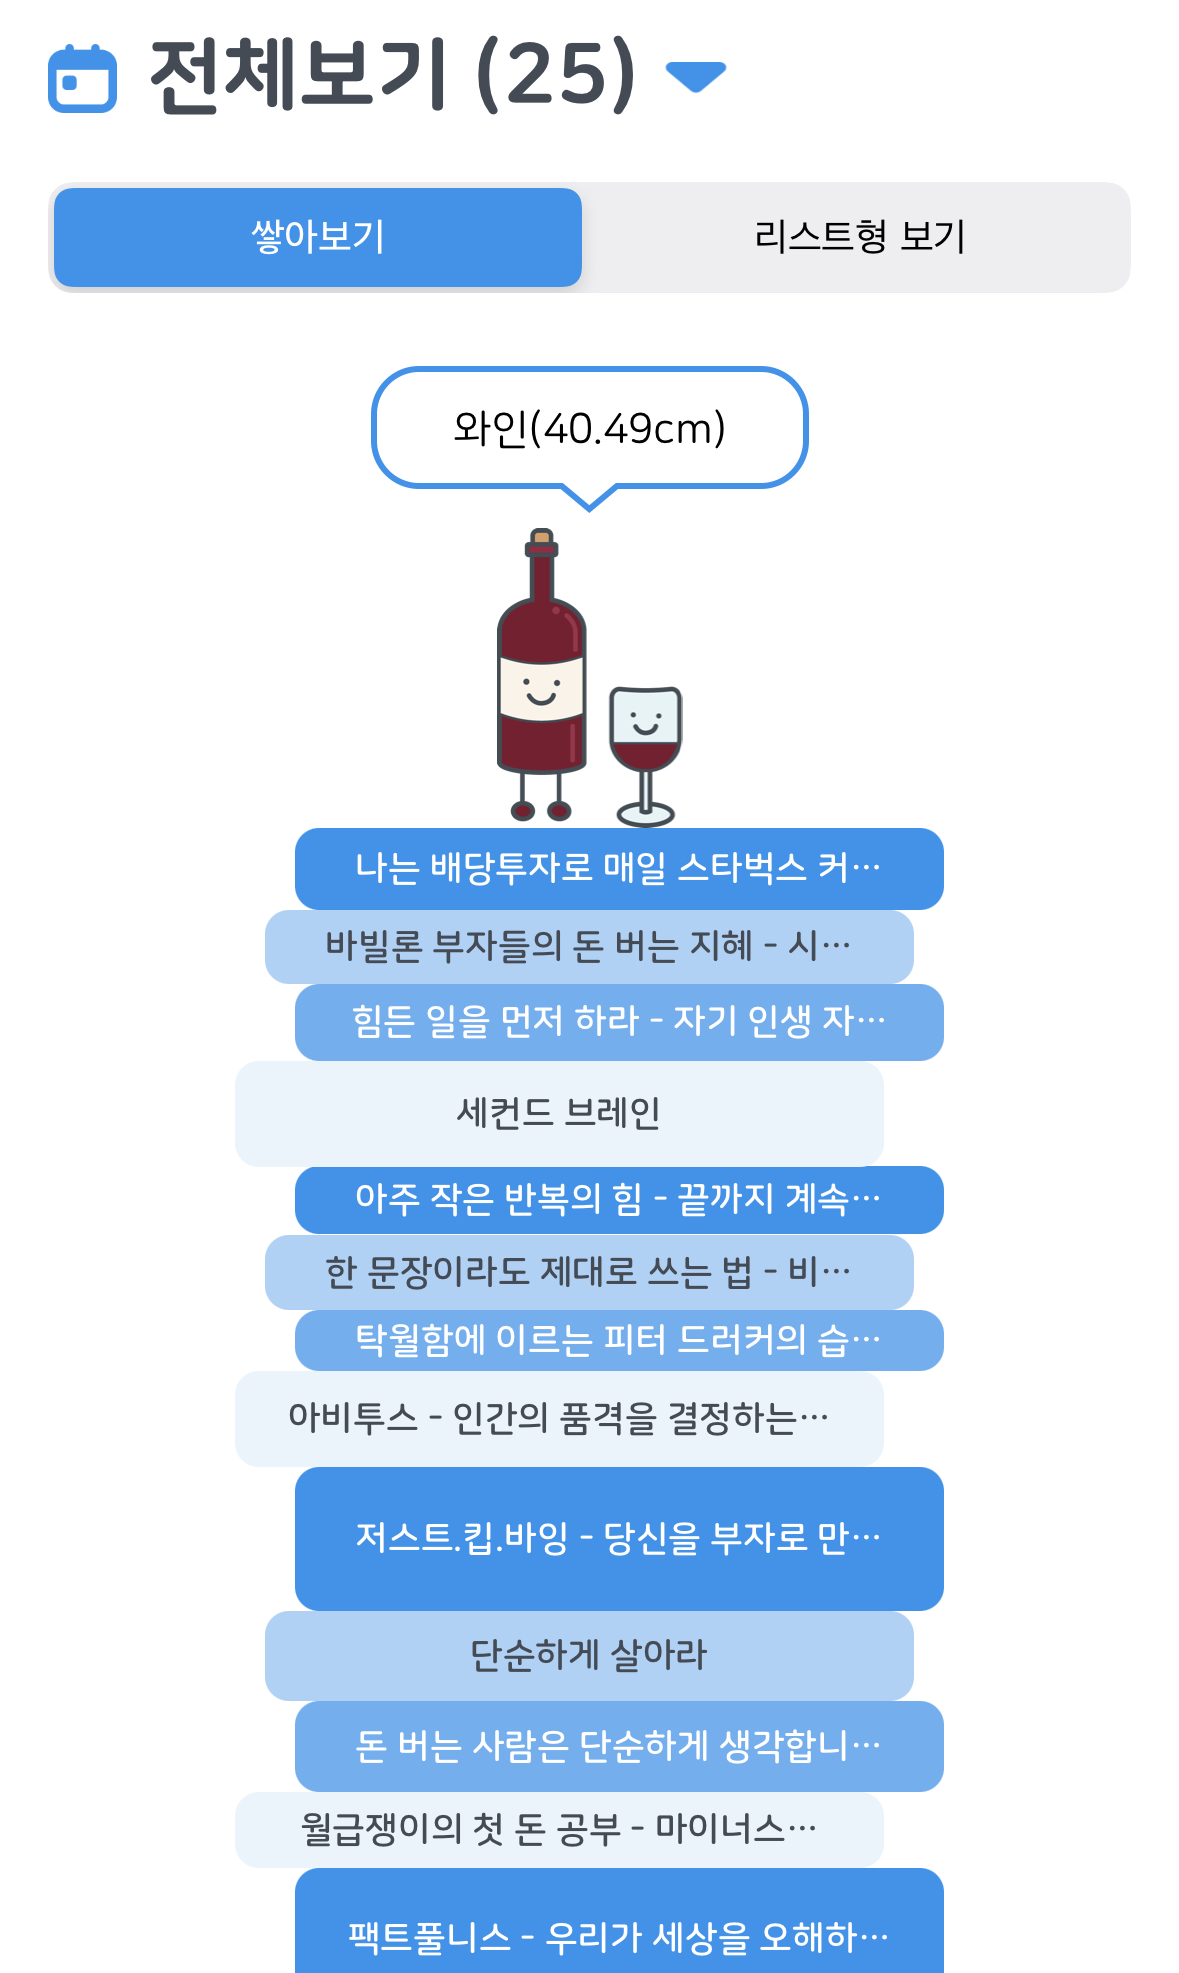 전체보기 (25)
쌓아보기
리스트형 보기
와인(40.49cm)
나는 배당투자로 매일 스타벅스 커…
바빌론 부자들의 돈 버는 지혜 - 시…
힘든 일을 먼저 하라 - 자기 인생 자…
세컨드 브레인
아주 작은 반복의 힘 - 끝까지 계속…
한 문장이라도 제대로 쓰는 법 - 비…
탁월함에 이르는 피터 드러커의 습…
아비투스 - 인간의 품격을 결정하는…
저스트.킵.바잉 - 당신을 부자로 만…
단순하게 살아라
돈 버는 사람은 단순하게 생각합니…
월급쟁이의 첫 돈 공부 - 마이너스…
팩트풀니스 - 우리가 세상을 오해하…